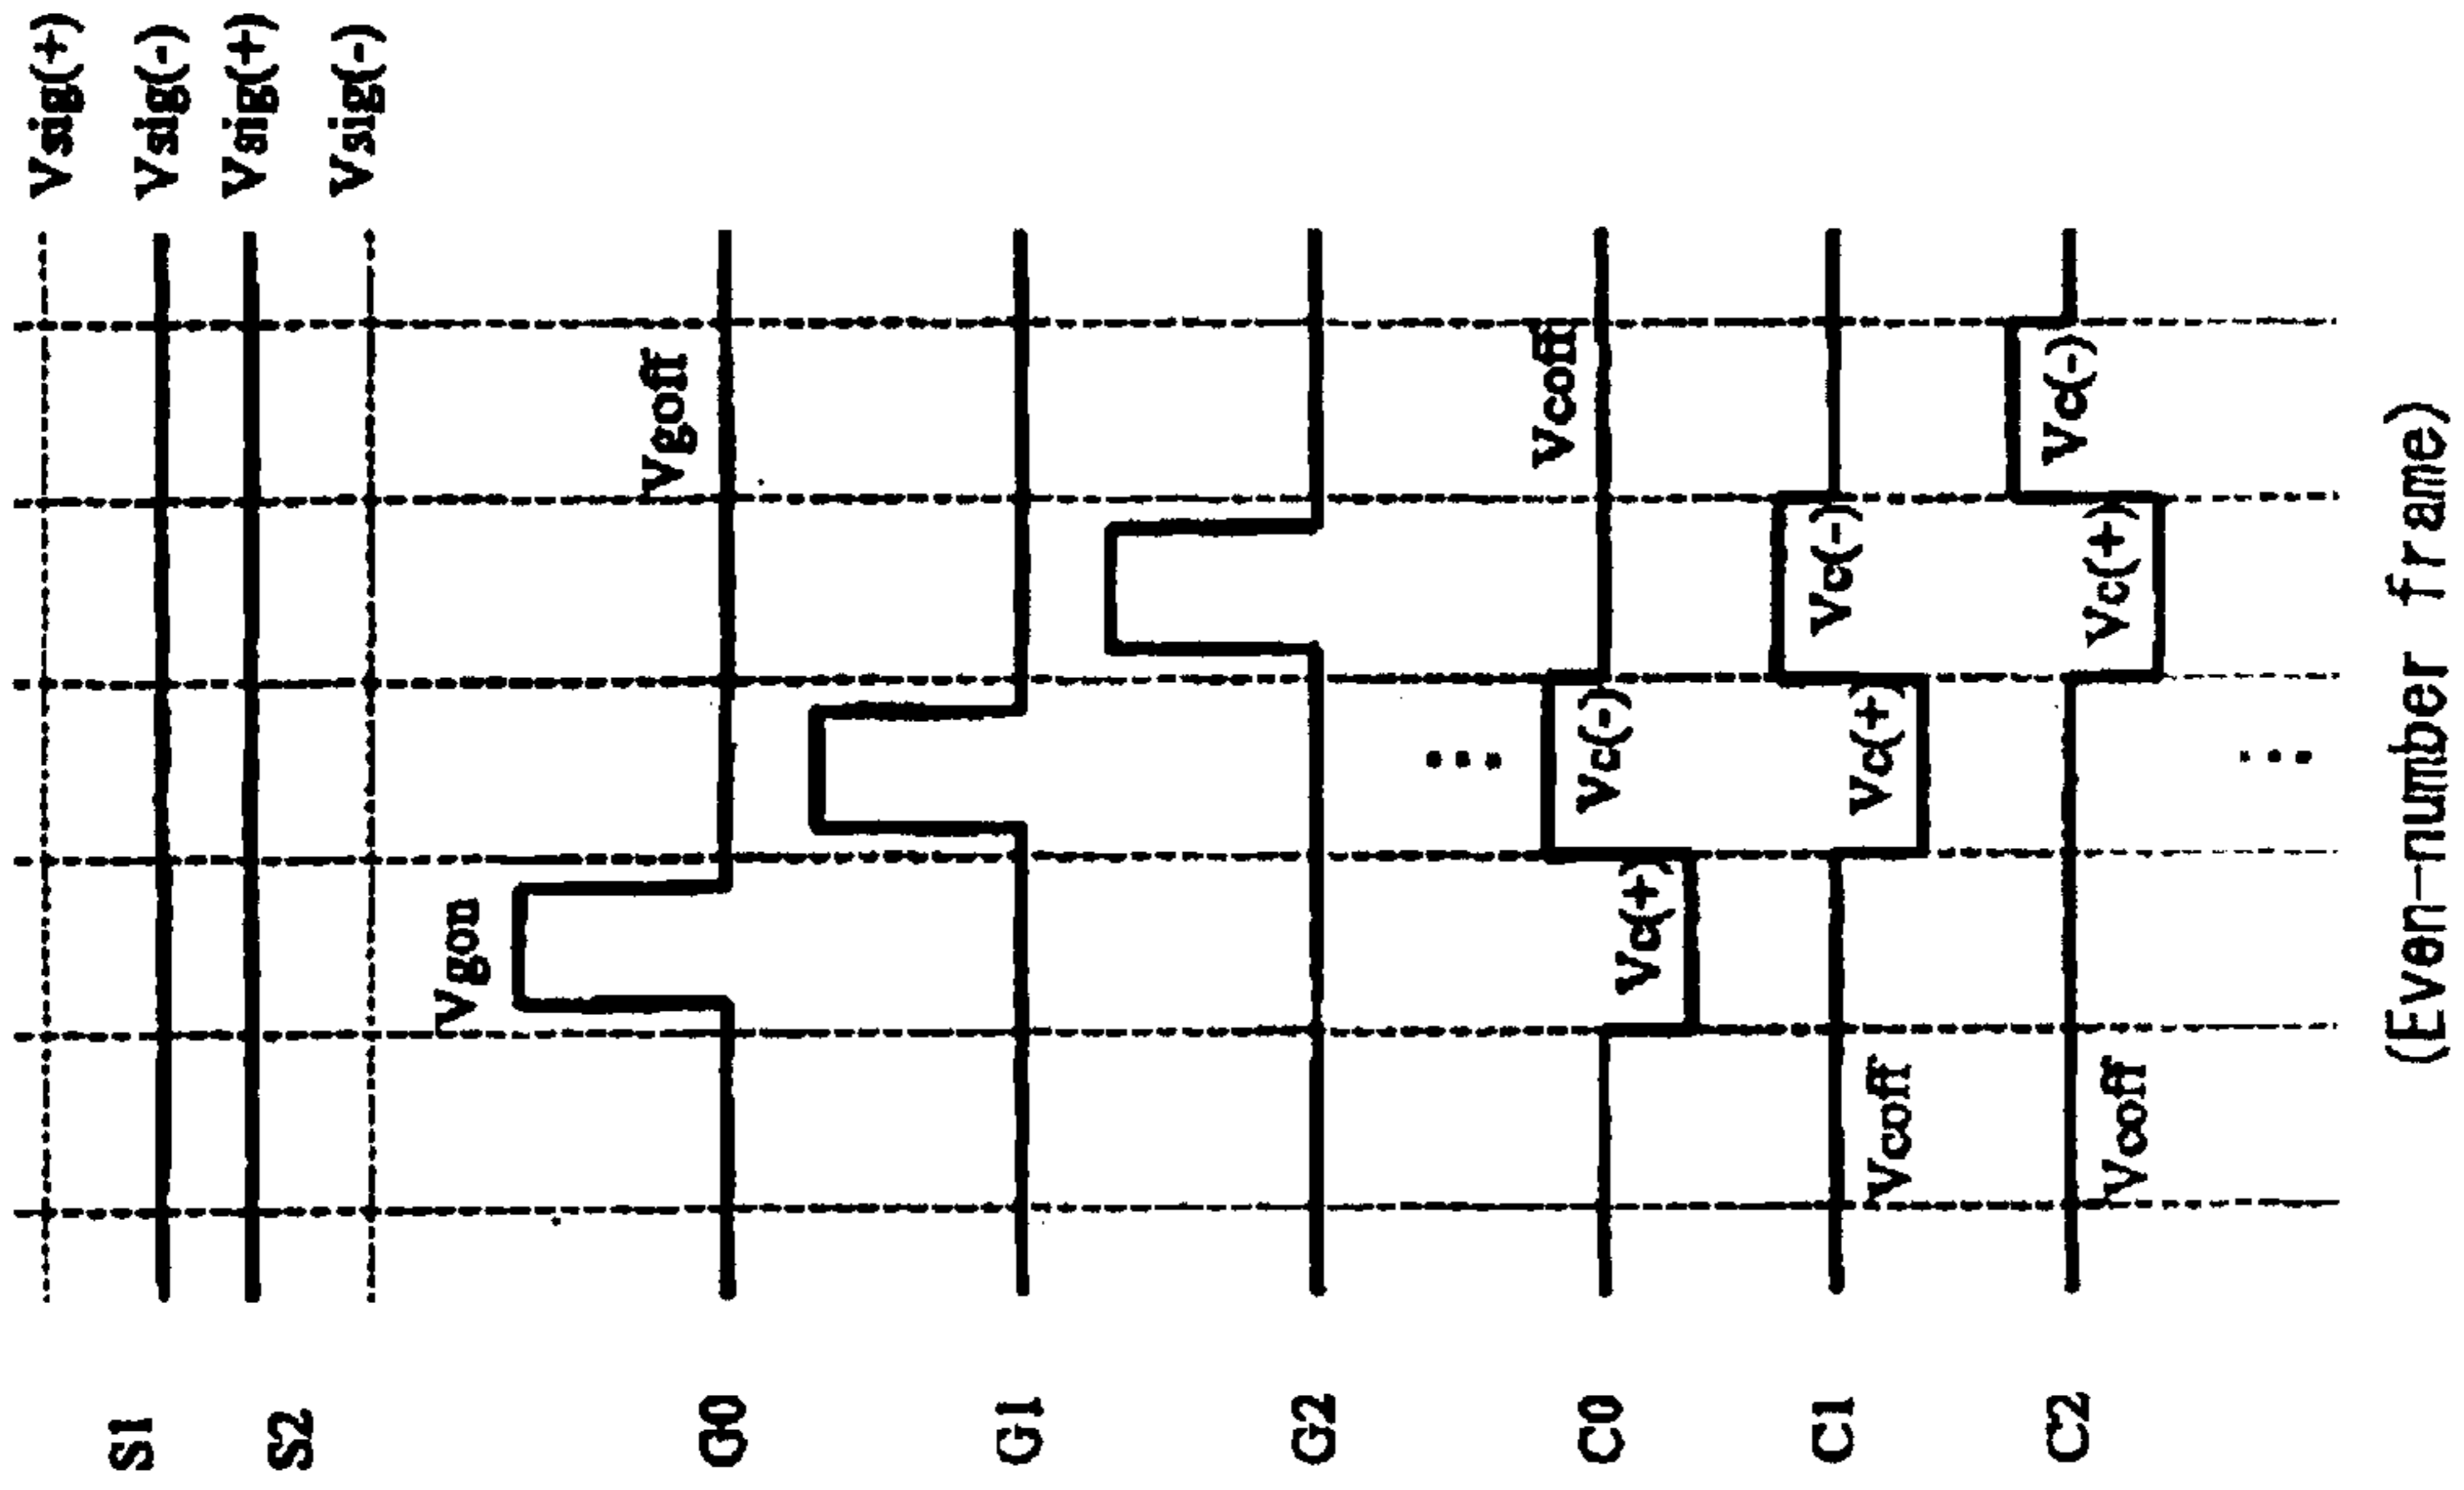 S1
Vsig(+)
Vsig(-)
S2
Vsig(+)
Vsig(-)
G0
Vgon
Vgoff
G1
G2
C0
Vc(+)
Vc(-)
Vcoff
C1
Vcoff
Vc(+)
Vc(-)
C2
Vcoff
Vc(+)
Vc(-)
(Even-number frame)